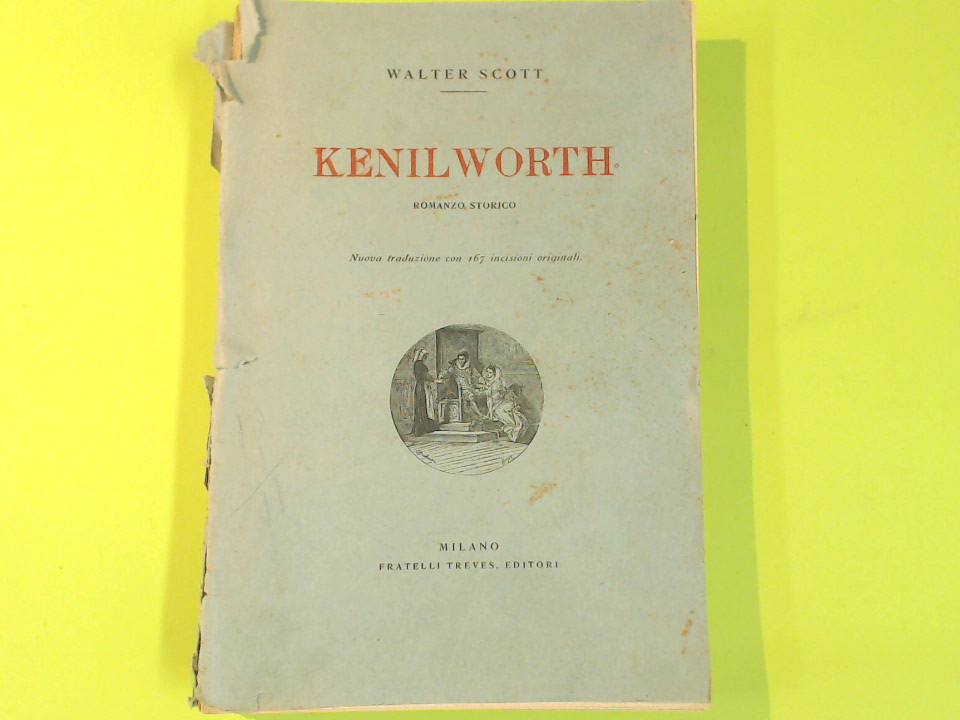 WALTER SCOTT
KENILWORTH
ROMANZO STORICO
Nuova traduzione con 167 incisioni originali.
MILANO
FRATELLI TREVES, EDITORI